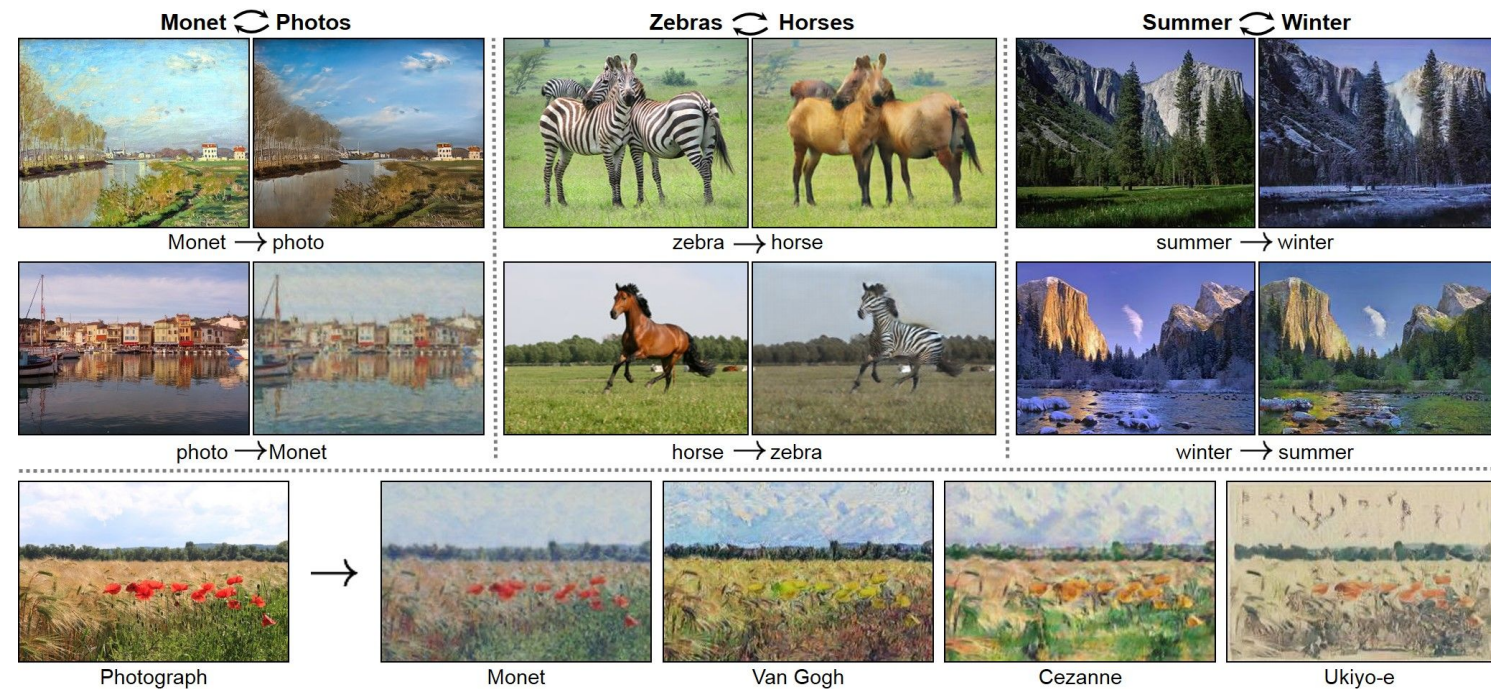 Monet Photos
Zebras Horses
Summer Winter
Monet → photo
zebra → horse
summer → winter
photo → Monet
horse → zebra
winter → summer
Photograph
Monet
Van Gogh
Cezanne
Ukiyo-e